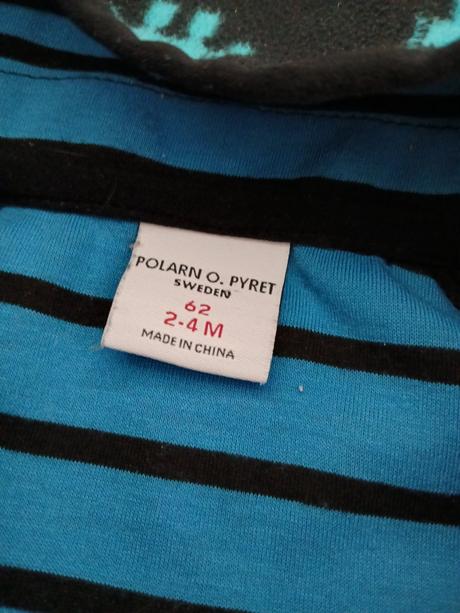 POLARN O. PYRET
SWEDEN
62
2-4 M
MADE IN CHINA